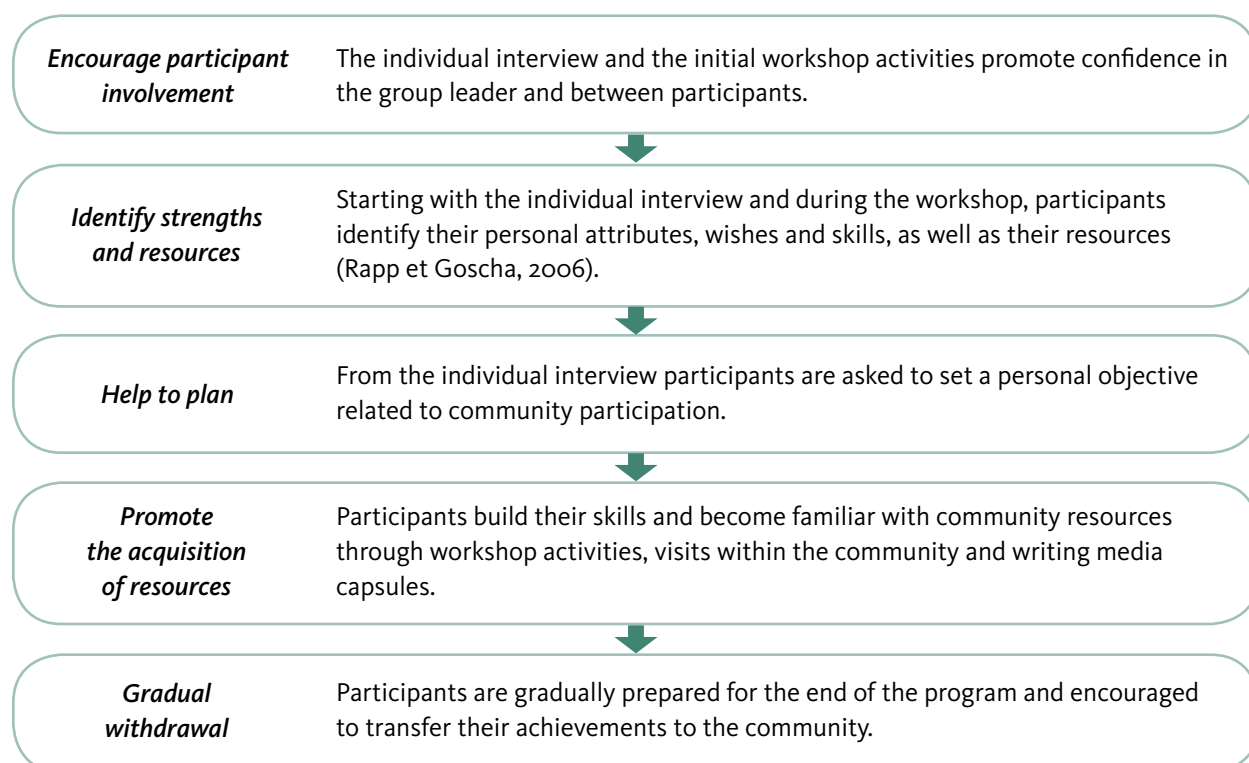 Encourage participant
involvement
The individual interview and the initial workshop activities promote confidence in
the group leader and between participants.
Identify strengths
and resources
Starting with the individual interview and during the workshop, participants
identify their personal attributes, wishes and skills, as well as their resources
(Rapp et Goscha, 2006).
Help to plan
From the individual interview participants are asked to set a personal objective
related to community participation.
Promote
the acquisition
of resources
Participants build their skills and become familiar with community resources
through workshop activities, visits within the community and writing media
capsules.
Gradual
withdrawal
Participants are gradually prepared for the end of the program and encouraged
to transfer their achievements to the community.